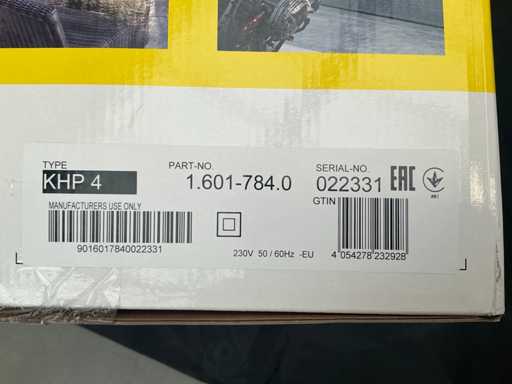 TYPE
KHP 4
PART-NO.
1.601-784.0
SERIAL-NO.
022331
EAC
GTIN
MANUFACTURERS USE ONLY
9016017840022331
230V 50 / 60Hz -EU
4 054278 232928